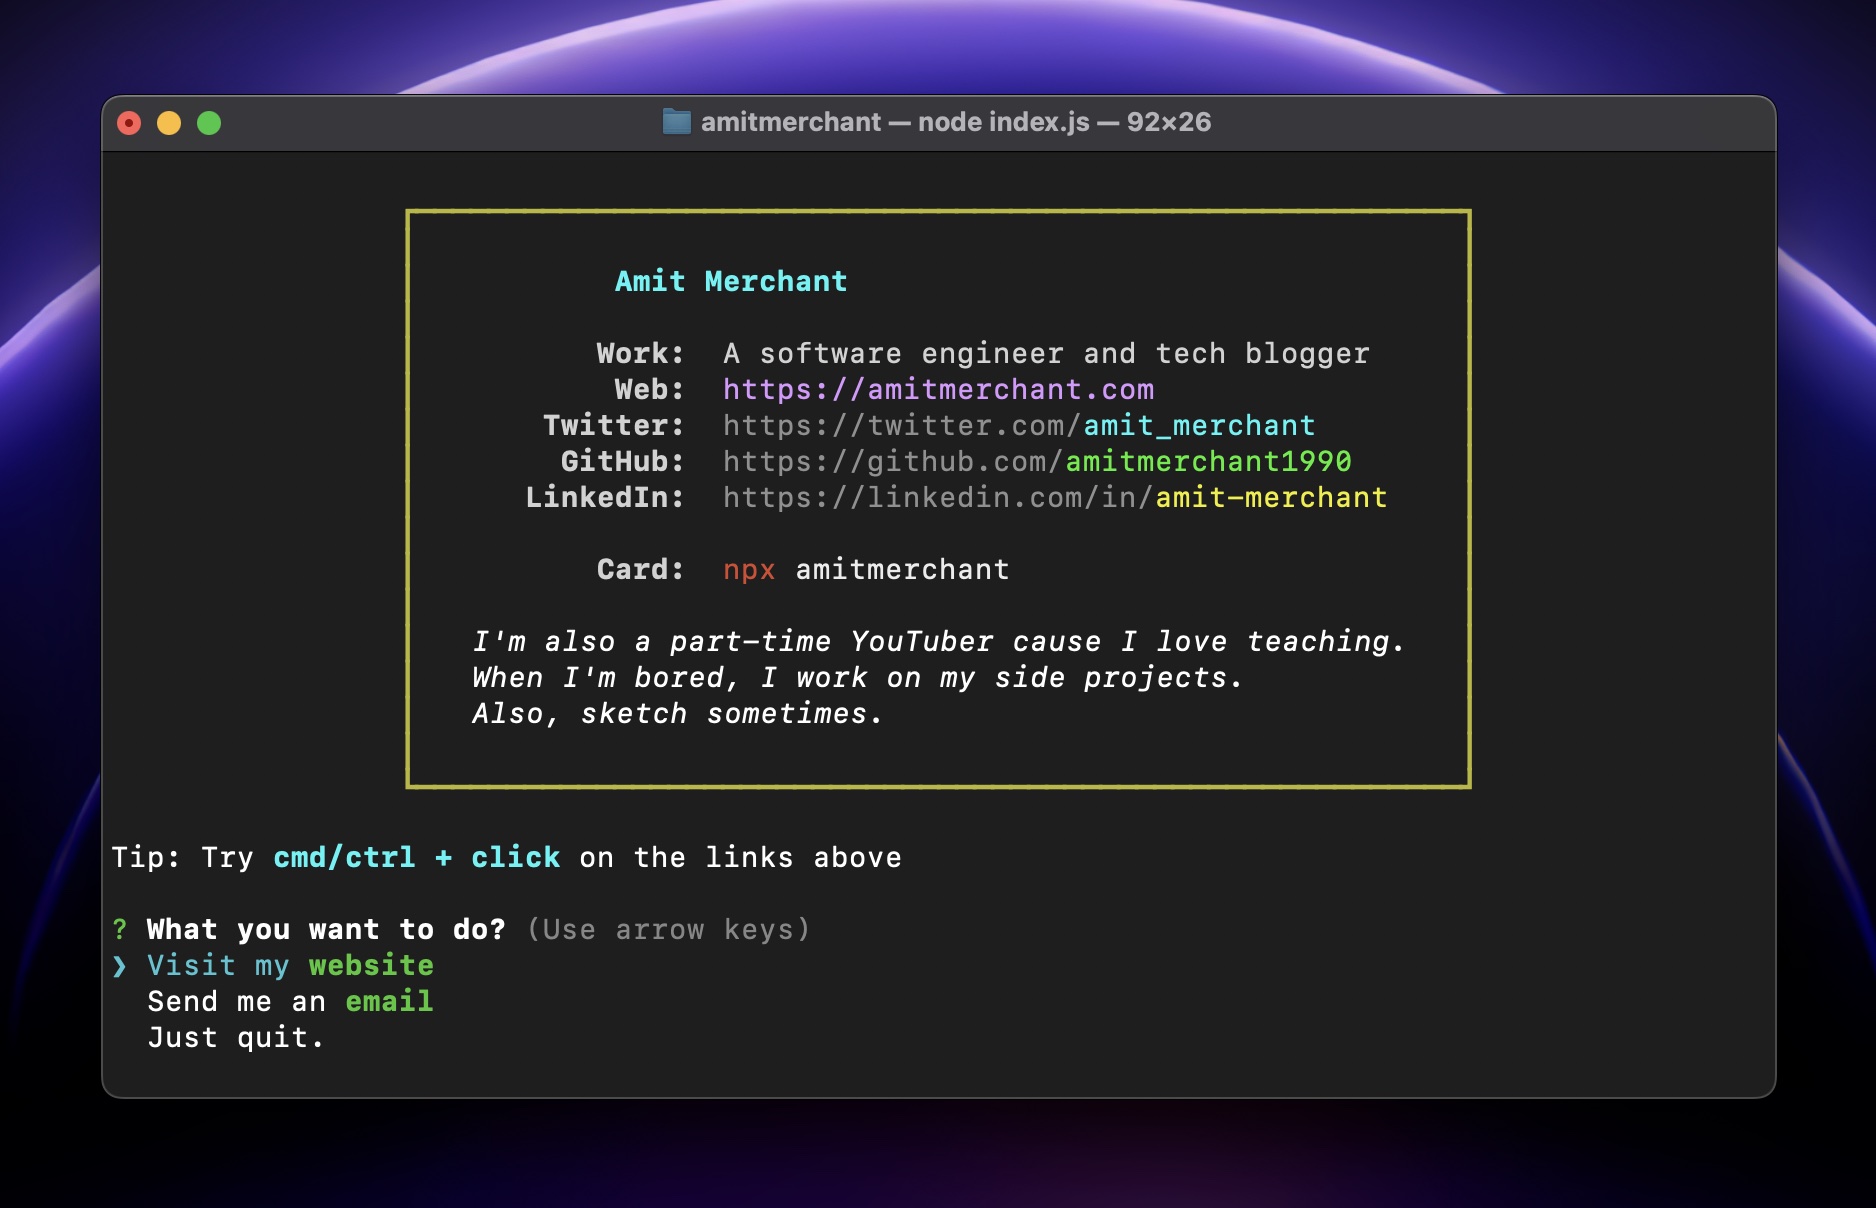 amitmerchant — node index.js — 92×26
Amit Merchant
Work: A software engineer and tech blogger
Web: https://amitmerchant.com
Twitter: https://twitter.com/amit_merchant
GitHub: https://github.com/amitmerchant1990
LinkedIn: https://linkedin.com/in/amit-merchant
Card: npx amitmerchant
I'm also a part-time YouTuber cause I love teaching.
When I'm bored, I work on my side projects.
Also, sketch sometimes.
Tip: Try cmd/ctrl + click on the links above
? What you want to do? (Use arrow keys)
❯ Visit my website
Send me an email
Just quit.